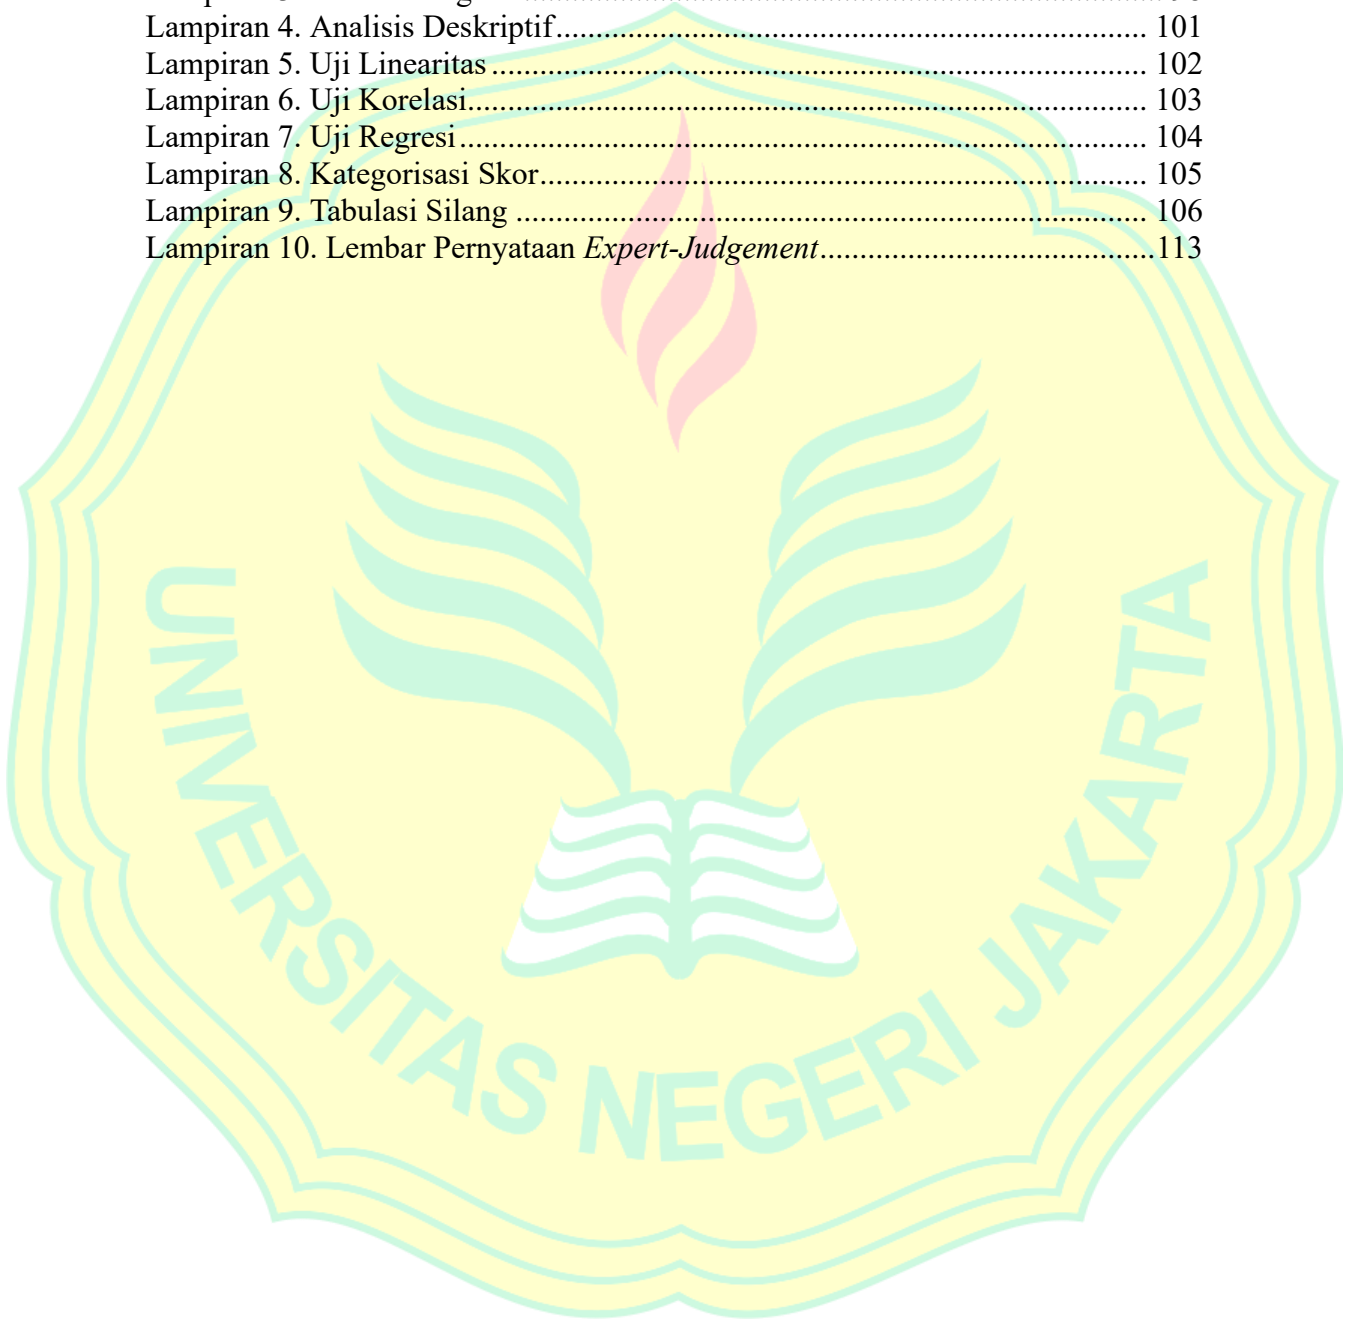 Lampiran 4. Analisis Deskriptif.......................................................................... 101
Lampiran 5. Uji Linearitas .................................................................................. 102
Lampiran 6. Uji Korelasi..................................................................................... 103
Lampiran 7. Uji Regresi ...................................................................................... 104
Lampiran 8. Kategorisasi Skor............................................................................ 105
Lampiran 9. Tabulasi Silang ............................................................................... 106
Lampiran 10. Lembar Pernyataan Expert-Judgement..........................................113
UNIVERSITAS NEGERI JAKARTA